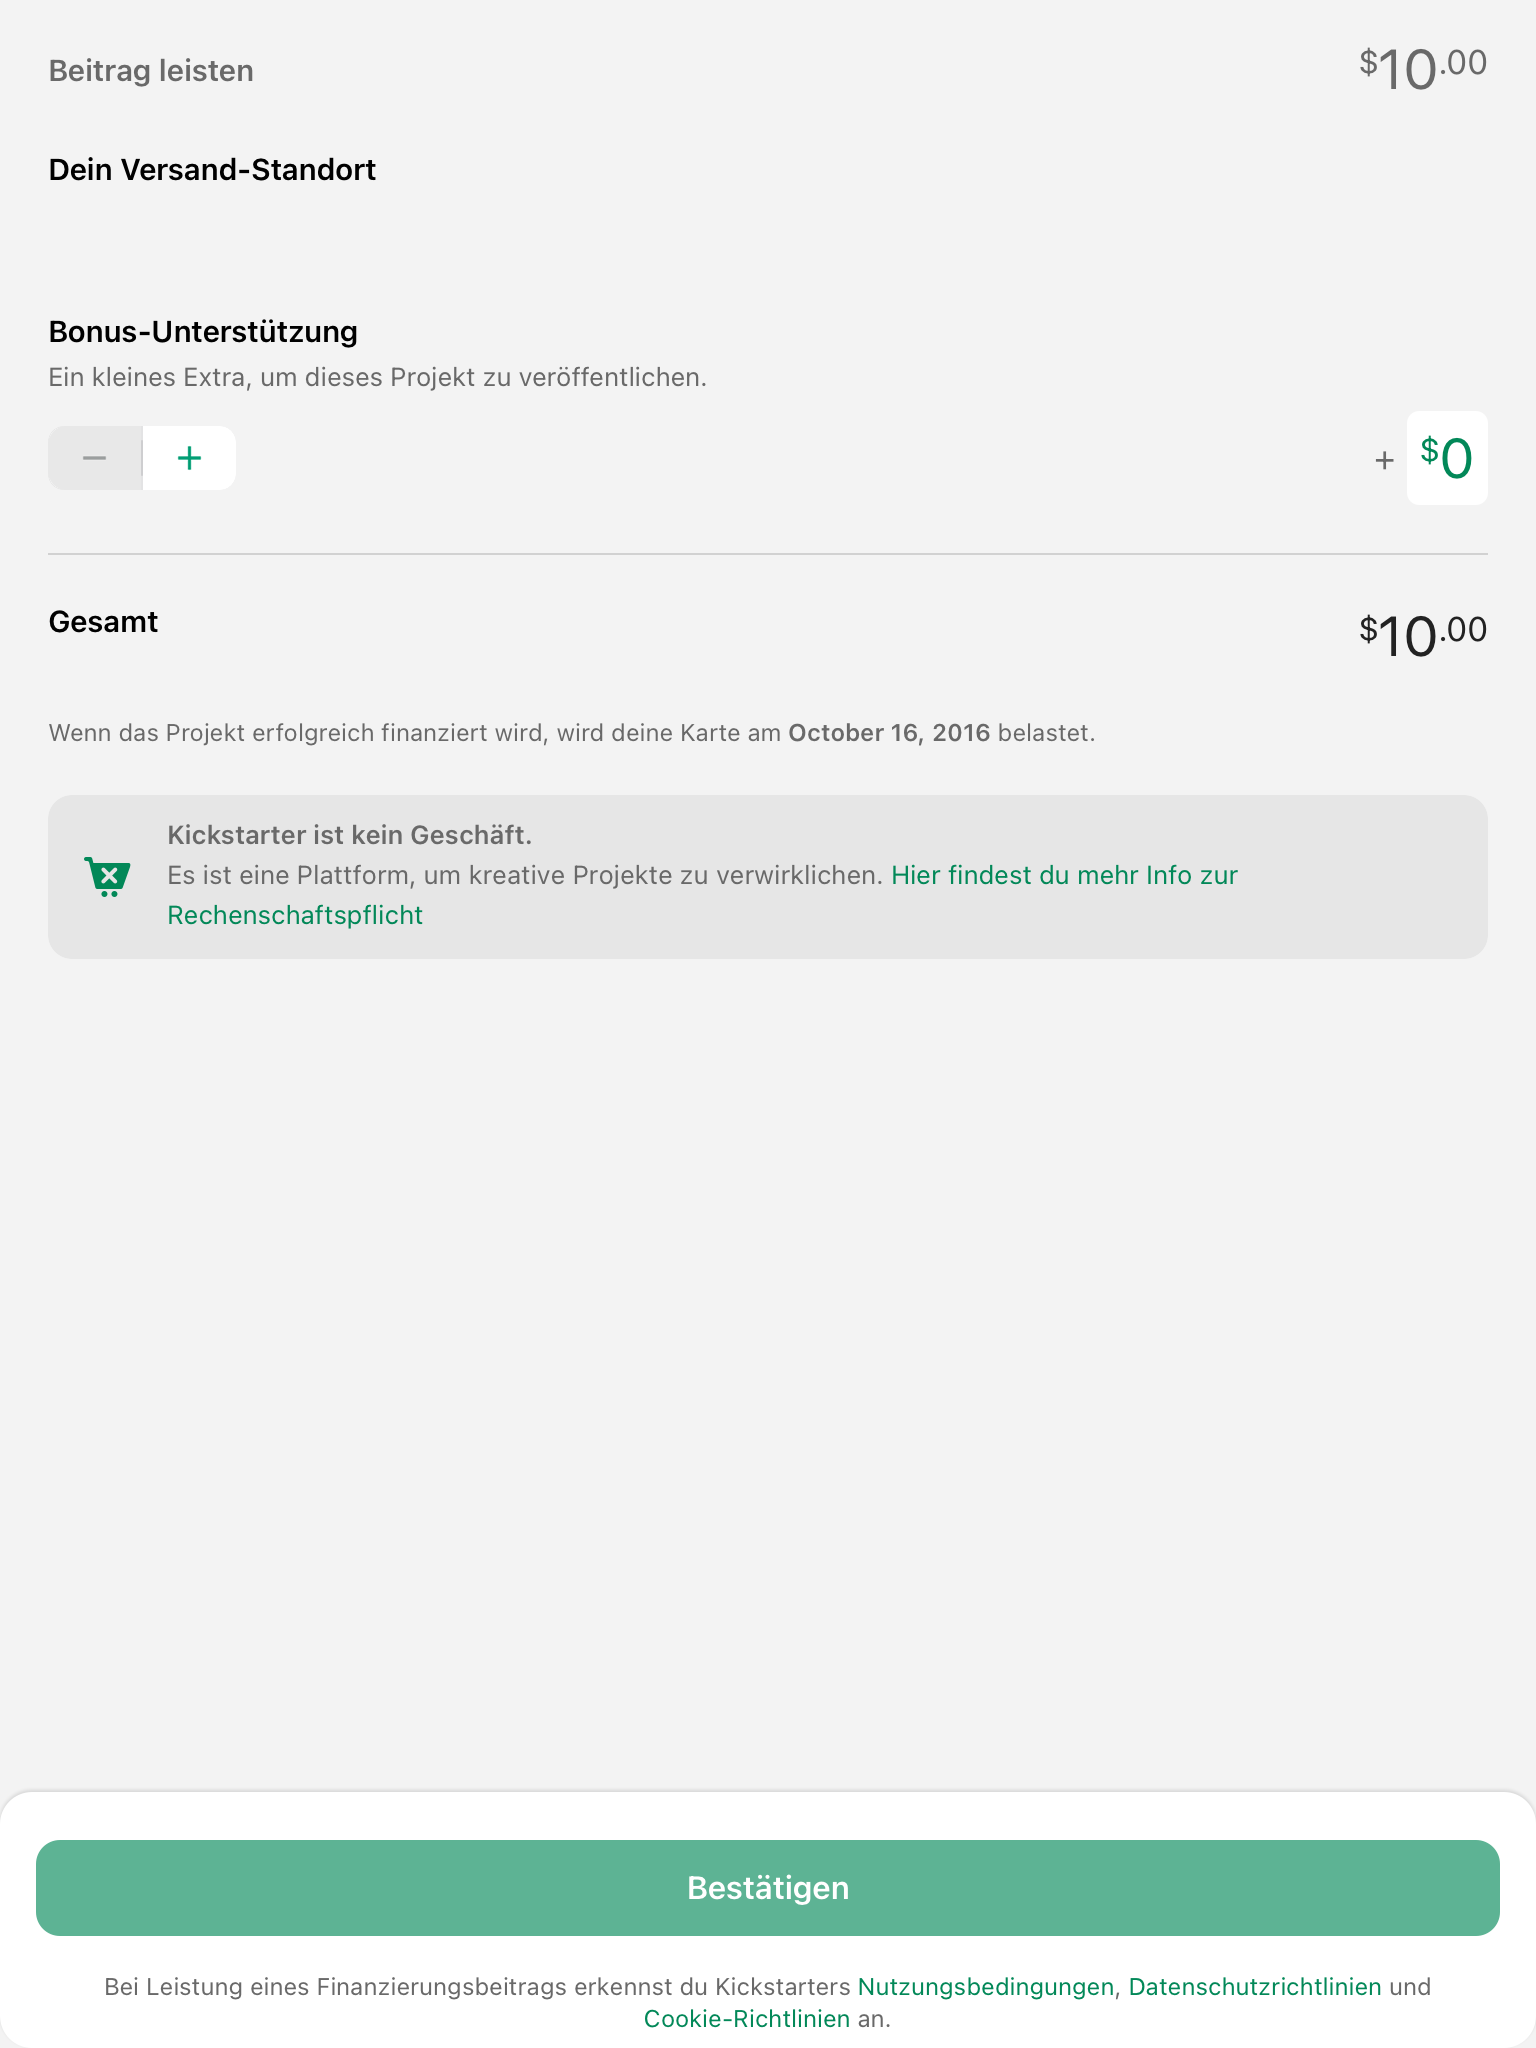 Beitrag leisten $10.00
Dein Versand-Standort
Bonus-Unterstützung
Ein kleines Extra, um dieses Projekt zu veröffentlichen.
− + + $0
Gesamt $10.00
Wenn das Projekt erfolgreich finanziert wird, wird deine Karte am October 16, 2016 belastet.
Kickstarter ist kein Geschäft.
Es ist eine Plattform, um kreative Projekte zu verwirklichen. Hier findest du mehr Info zur
Rechenschaftspflicht
Bestätigen
Bei Leistung eines Finanzierungsbeitrags erkennst du Kickstarters Nutzungsbedingungen, Datenschutzrichtlinien und
Cookie-Richtlinien an.